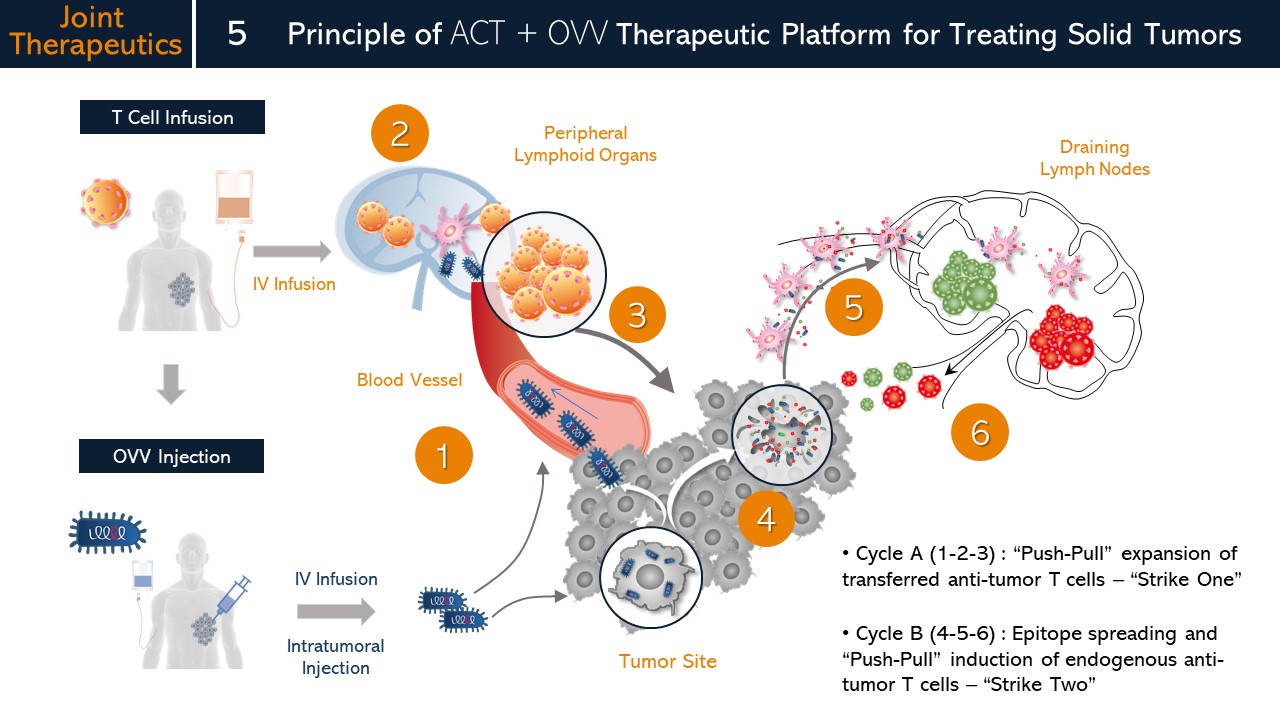 Joint
Therapeutics
5
Principle of ACT + OVV Therapeutic Platform for Treating Solid Tumors
T Cell Infusion
IV Infusion
OVV Injection
IV Infusion
Intratumoral
Injection
2
Peripheral
Lymphoid Organs
3
Blood Vessel
1
4
Tumor Site
Draining
Lymph Nodes
5
6
• Cycle A (1-2-3) : “Push-Pull” expansion of
transferred anti-tumor T cells – “Strike One”
• Cycle B (4-5-6) : Epitope spreading and
“Push-Pull” induction of endogenous anti-
tumor T cells – “Strike Two”